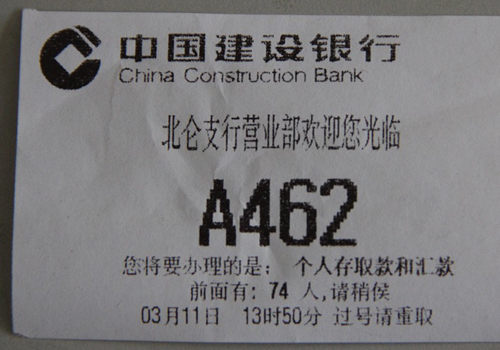 中国建设银行
China Construction Bank
北仑支行营业部欢迎您光临
A462
您将要办理的是: 个人存取款和汇款
前面有: 74 人,请稍侯
03月11日 13时50分 过号请重取